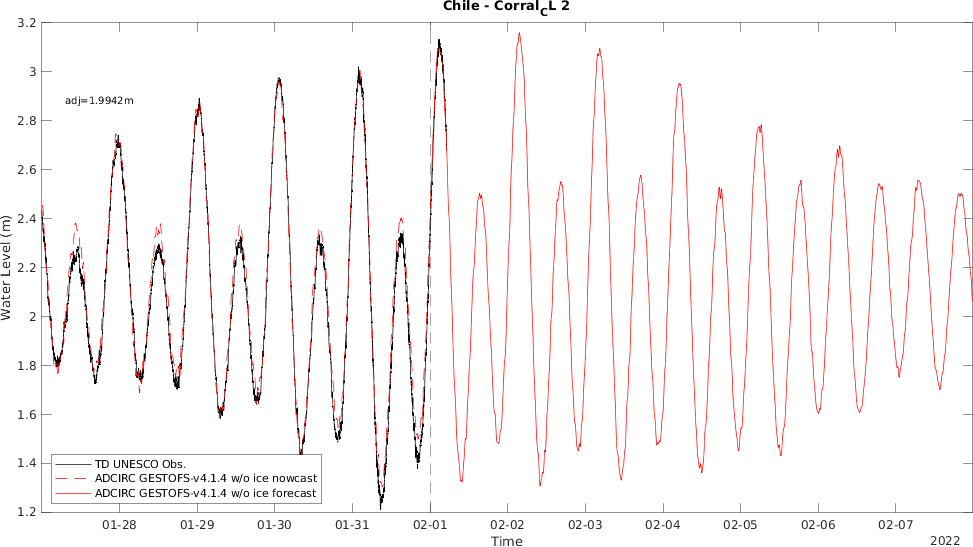 Chile - Corral_CL 2
3.2
3
2.8
2.6
2.4
2.2
2
1.8
1.6
1.4
1.2
Water Level (m)
adj=1.9942m
TD UNESCO Obs.
ADCIRC GESTOFS-v4.1.4 w/o ice nowcast
ADCIRC GESTOFS-v4.1.4 w/o ice forecast
01-28 01-29 01-30 01-31 02-01 02-02 02-03 02-04 02-05 02-06 02-07
Time
2022